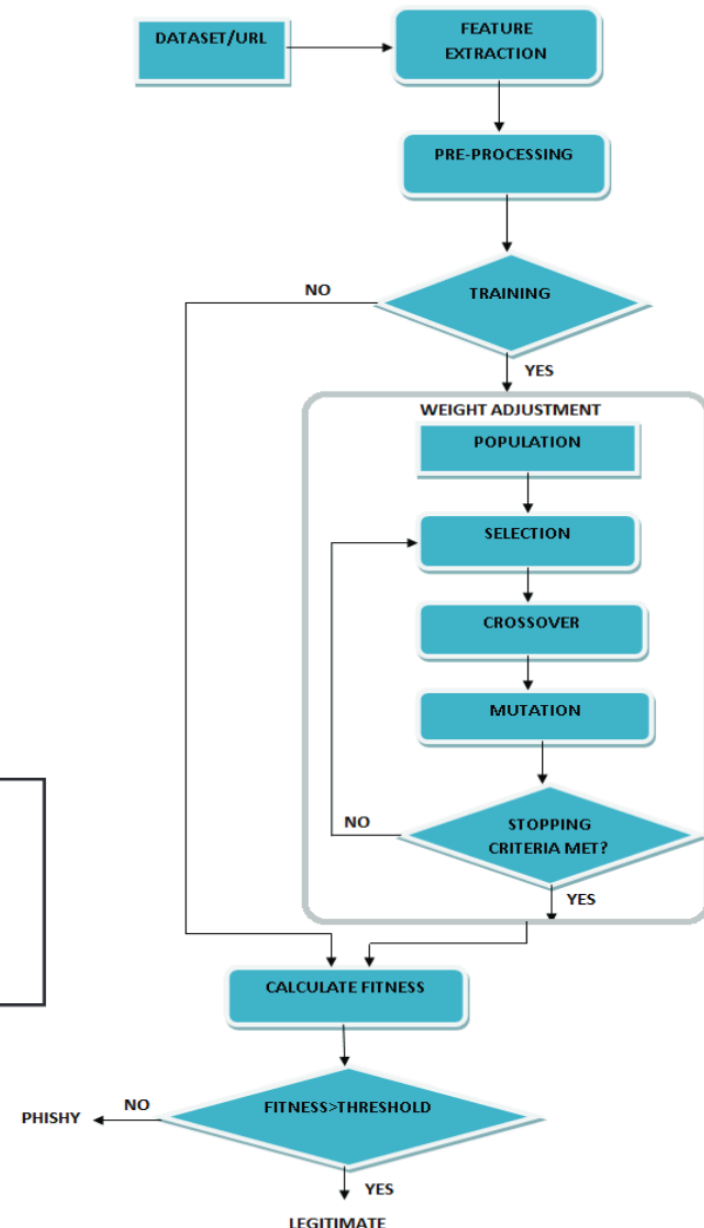 DATASET/URL
FEATURE
EXTRACTION
PRE-PROCESSING
TRAINING
NO
YES
WEIGHT ADJUSTMENT
POPULATION
SELECTION
CROSSOVER
MUTATION
STOPPING
CRITERIA MET?
NO
YES
CALCULATE FITNESS
FITNESS>THRESHOLD
NO
PHISHY
YES
LEGITIMATE